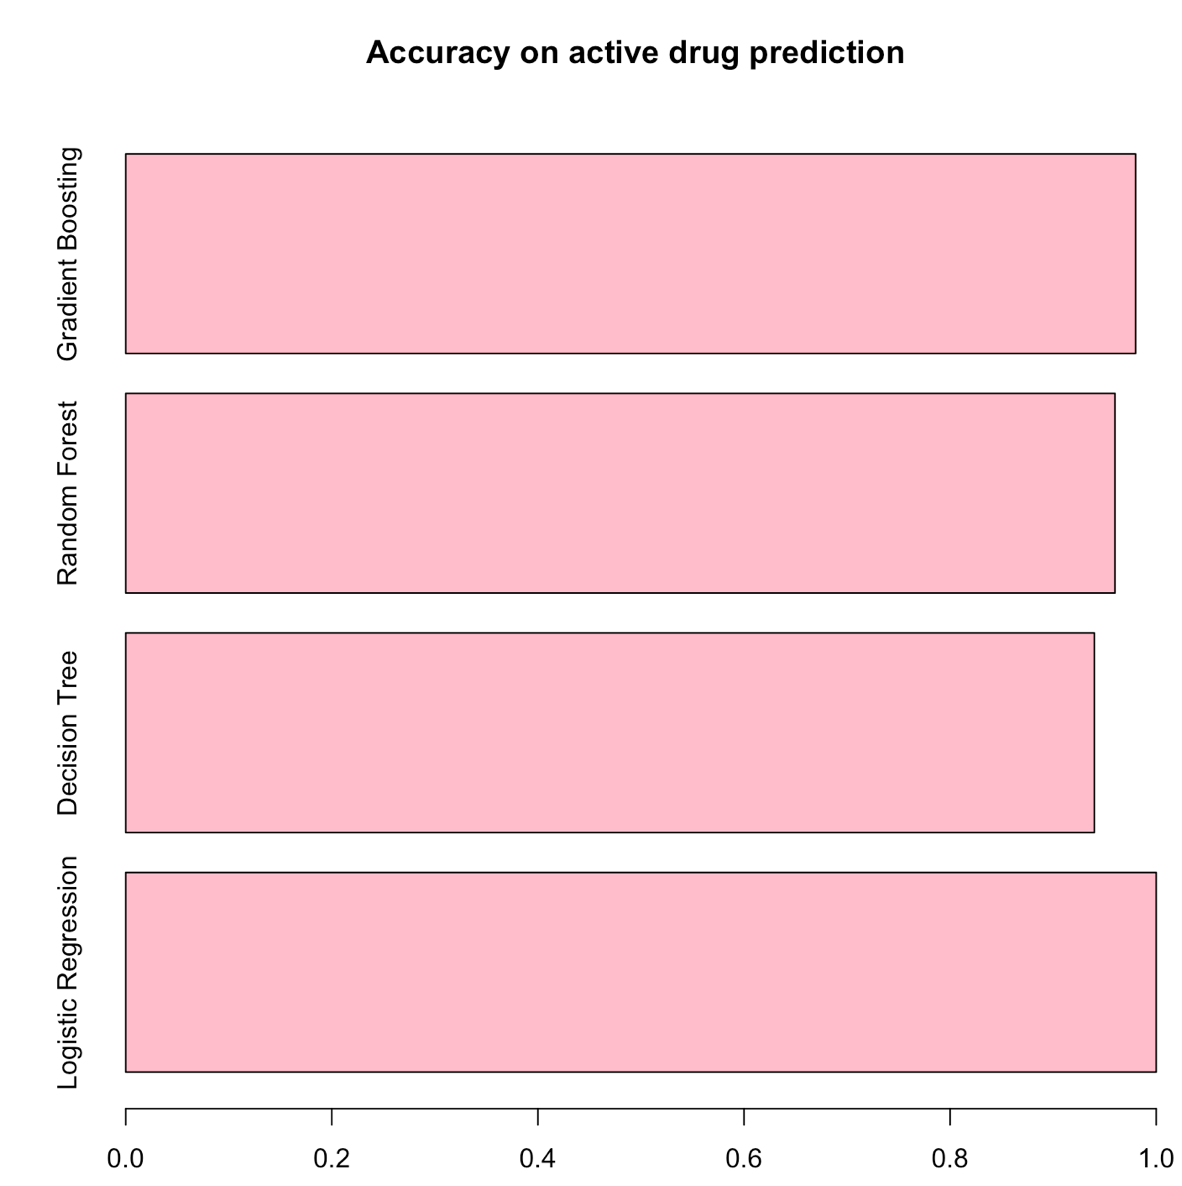 Accuracy on active drug prediction
Gradient Boosting
Random Forest
Decision Tree
Logistic Regression
0.0 0.2 0.4 0.6 0.8 1.0